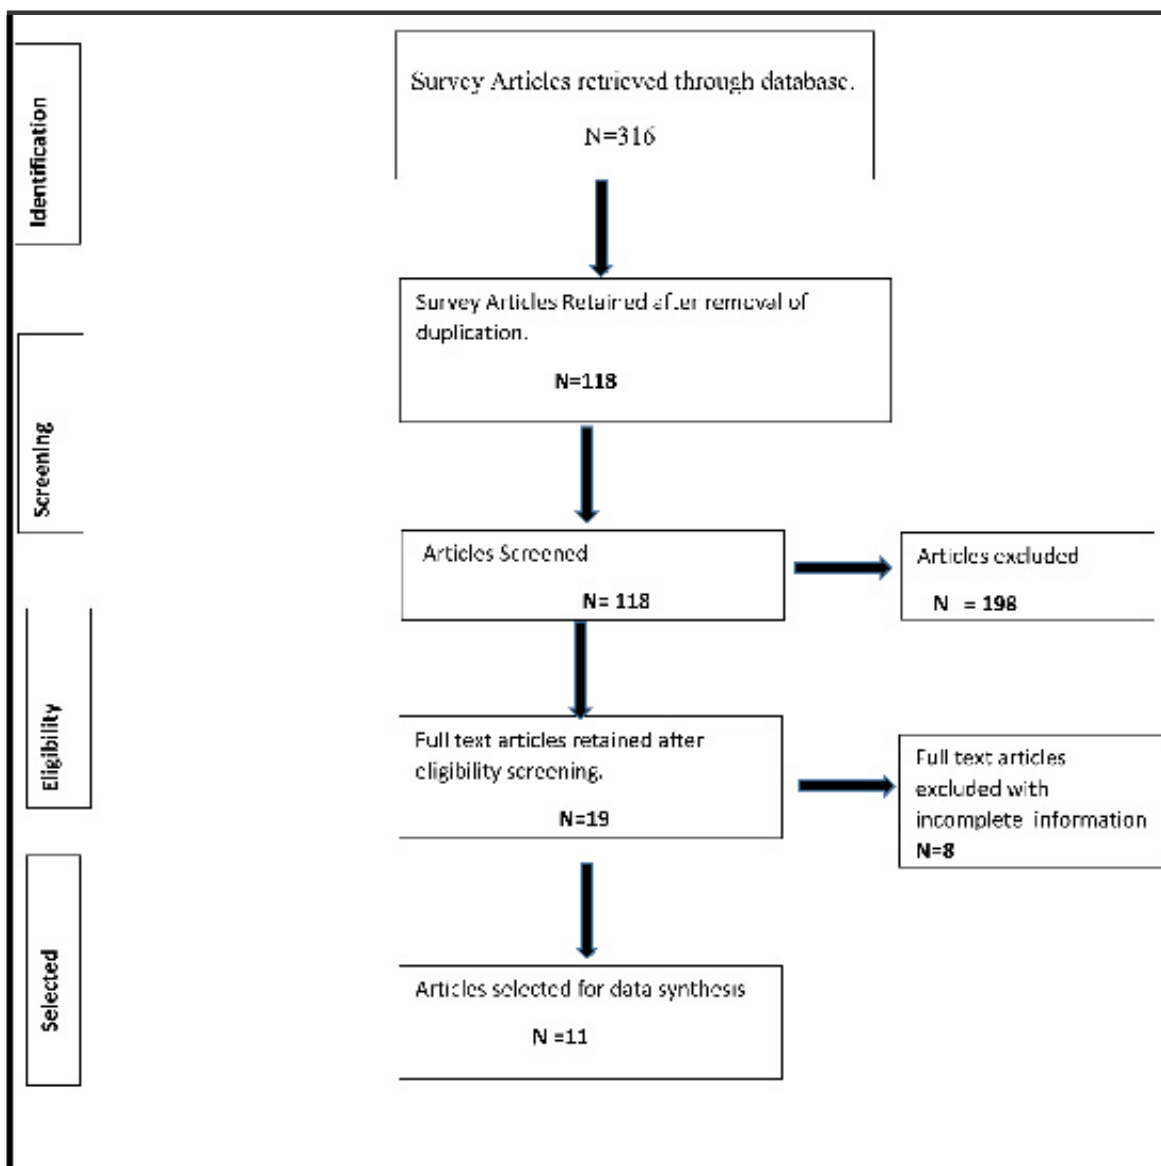 Identification
Survey Articles retrieved through database.
N=316
Survey Articles Retained after removal of
duplication.
N=118
Screening
Articles Screened
N= 118
Articles excluded
N = 198
Eligibility
Full text articles retained after
eligibility screening.
N=19
Full text articles
excluded with
incomplete information
N=8
Selected
Articles selected for data synthesis
N =11